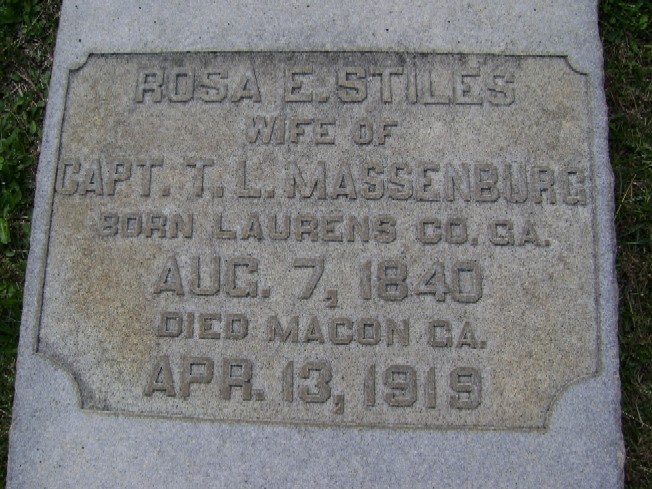 ROSA E. STILES
WIFE OF
CAPT. T. L. MASSENBURG
BORN LAURENS CO. GA.
AUG. 7, 1840
DIED MACON GA.
APR. 13, 1919